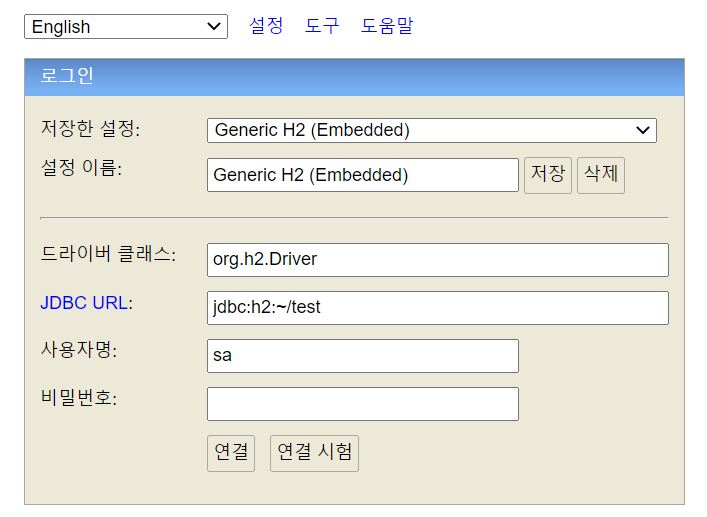 English 설정 도구 도움말
로그인
저장한 설정: Generic H2 (Embedded)
설정 이름: Generic H2 (Embedded) 저장 삭제
드라이버 클래스: org.h2.Driver
JDBC URL: jdbc:h2:~/test
사용자명: sa
비밀번호:
연결 연결 시험